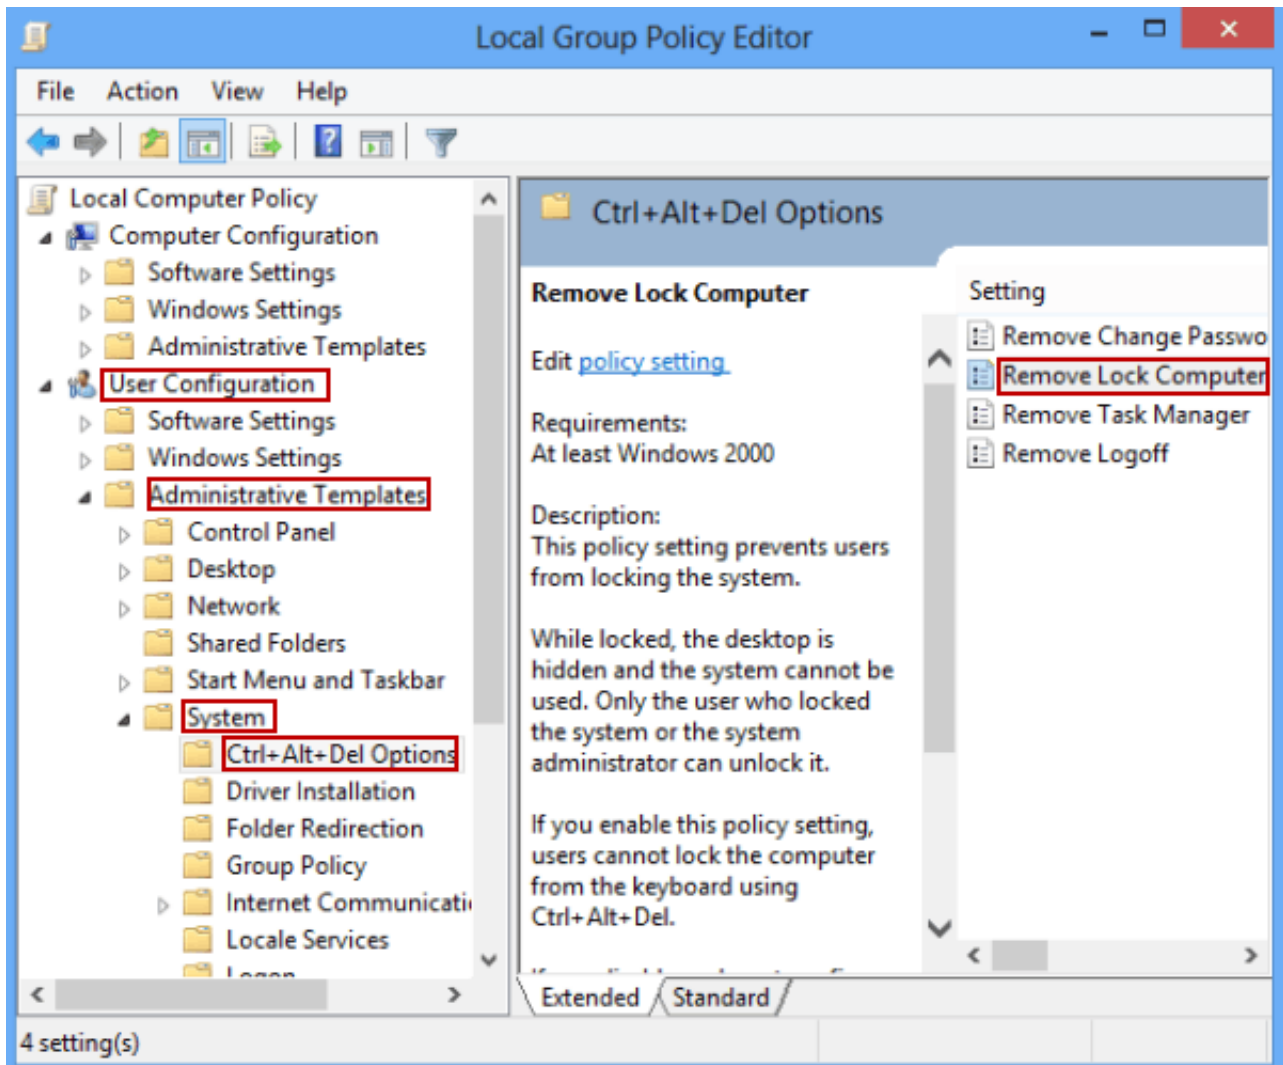 Local Group Policy Editor
File Action View Help
Local Computer Policy
Computer Configuration
Software Settings
Windows Settings
Administrative Templates
User Configuration
Software Settings
Windows Settings
Administrative Templates
Control Panel
Desktop
Network
Shared Folders
Start Menu and Taskbar
System
Ctrl+Alt+Del Options
Driver Installation
Folder Redirection
Group Policy
Internet Communicati
Locale Services
Logon
Ctrl+Alt+Del Options
Remove Lock Computer
Edit policy setting
Requirements:
At least Windows 2000
Description:
This policy setting prevents users
from locking the system.
While locked, the desktop is
hidden and the system cannot be
used. Only the user who locked
the system or the system
administrator can unlock it.
If you enable this policy setting,
users cannot lock the computer
from the keyboard using
Ctrl+Alt+Del.
Setting
Remove Change Passwo
Remove Lock Computer
Remove Task Manager
Remove Logoff
Extended Standard
4 setting(s)